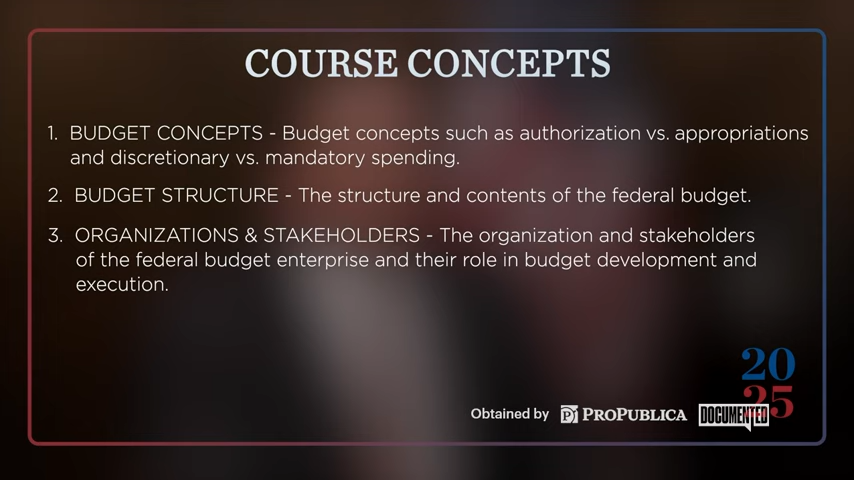 COURSE CONCEPTS
1. BUDGET CONCEPTS - Budget concepts such as authorization vs. appropriations
and discretionary vs. mandatory spending.
2. BUDGET STRUCTURE - The structure and contents of the federal budget.
3. ORGANIZATIONS & STAKEHOLDERS - The organization and stakeholders
of the federal budget enterprise and their role in budget development and
execution.
20
25
Obtained by PROPUBLICA DOCUMENTED